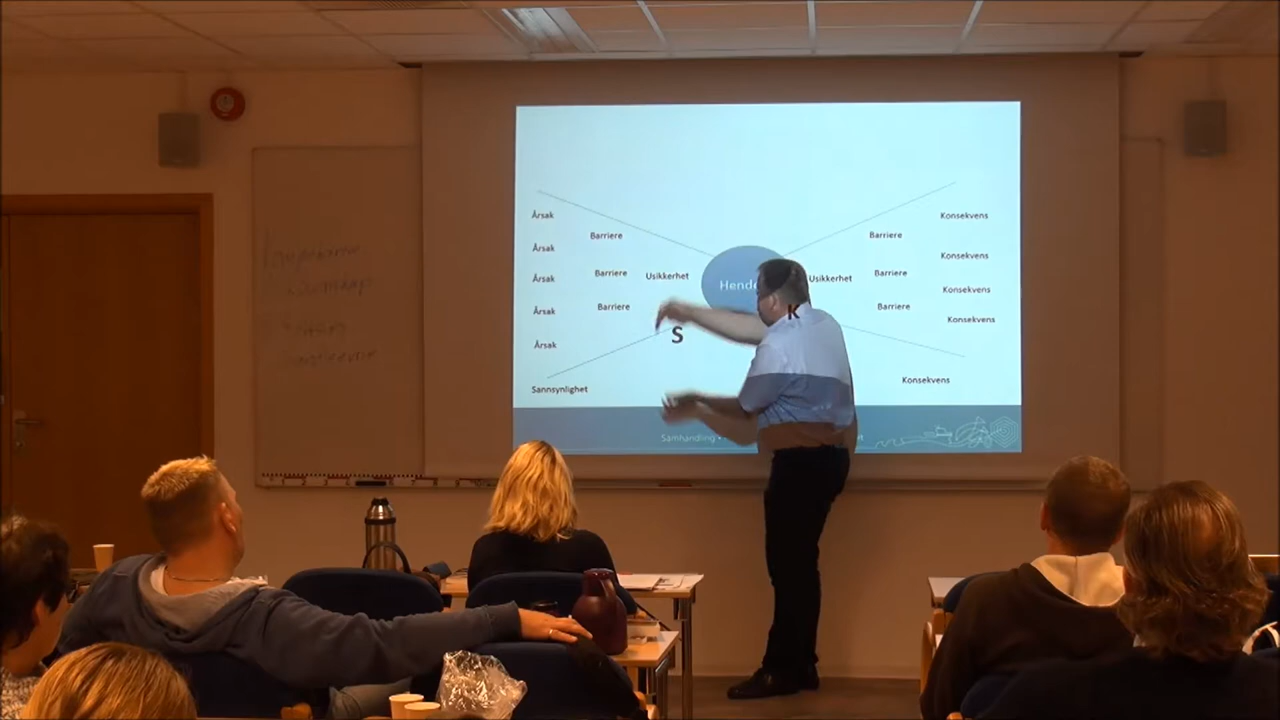 Årsak
Konsekvens
Barriere
Barriere
Årsak
Konsekvens
Barriere
Usikkerhet
Hende
Usikkerhet
Barriere
Årsak
Konsekvens
Barriere
K
Barriere
Årsak
Konsekvens
S
Årsak
Sannsynlighet
Konsekvens
Samhandling